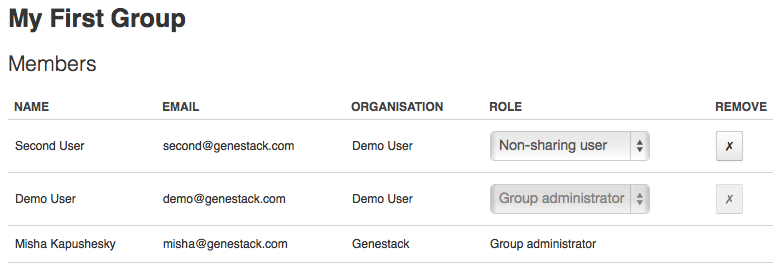 My First Group
Members
NAME EMAIL ORGANISATION ROLE REMOVE
Second User second@genestack.com Demo User Non-sharing user ✗
Demo User demo@genestack.com Demo User Group administrator ✗
Misha Kapushesky misha@genestack.com Genestack Group administrator